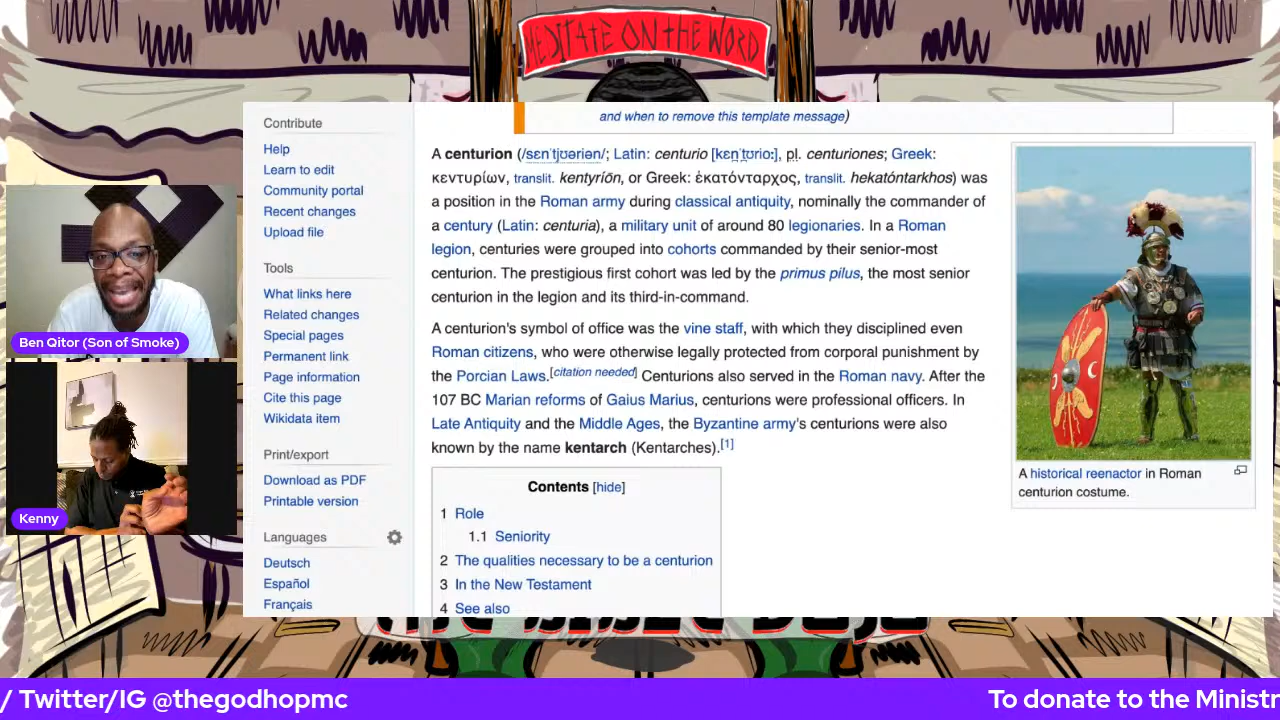 MEDITATE ON THE WORD
and when to remove this template message)
Contribute
Help
Learn to edit
Community portal
Recent changes
Upload file
Tools
What links here
Related changes
Special pages
Permanent link
Page information
Cite this page
Wikidata item
Print/export
Download as PDF
Printable version
Languages
Deutsch
Español
Français
A centurion (/sɛnˈtjʊəriən/; Latin: centurio [kɛn̪ˈt̪ʊrioː], pl. centuriones; Greek:
κεντυρίων, translit. kentyríōn, or Greek: ἑκατόνταρχος, translit. hekatóntarkhos) was
a position in the Roman army during classical antiquity, nominally the commander of
a century (Latin: centuria), a military unit of around 80 legionaries. In a Roman
legion, centuries were grouped into cohorts commanded by their senior-most
centurion. The prestigious first cohort was led by the primus pilus, the most senior
centurion in the legion and its third-in-command.
A centurion's symbol of office was the vine staff, with which they disciplined even
Roman citizens, who were otherwise legally protected from corporal punishment by
the Porcian Laws.[citation needed] Centurions also served in the Roman navy. After the
107 BC Marian reforms of Gaius Marius, centurions were professional officers. In
Late Antiquity and the Middle Ages, the Byzantine army's centurions were also
known by the name kentarch (Kentarches).[1]
Contents [hide]
1 Role
1.1 Seniority
2 The qualities necessary to be a centurion
3 In the New Testament
4 See also
A historical reenactor in Roman
centurion costume.
Ben Qitor (Son of Smoke)
Kenny
/ Twitter/IG @thegodhopmc
To donate to the Ministr